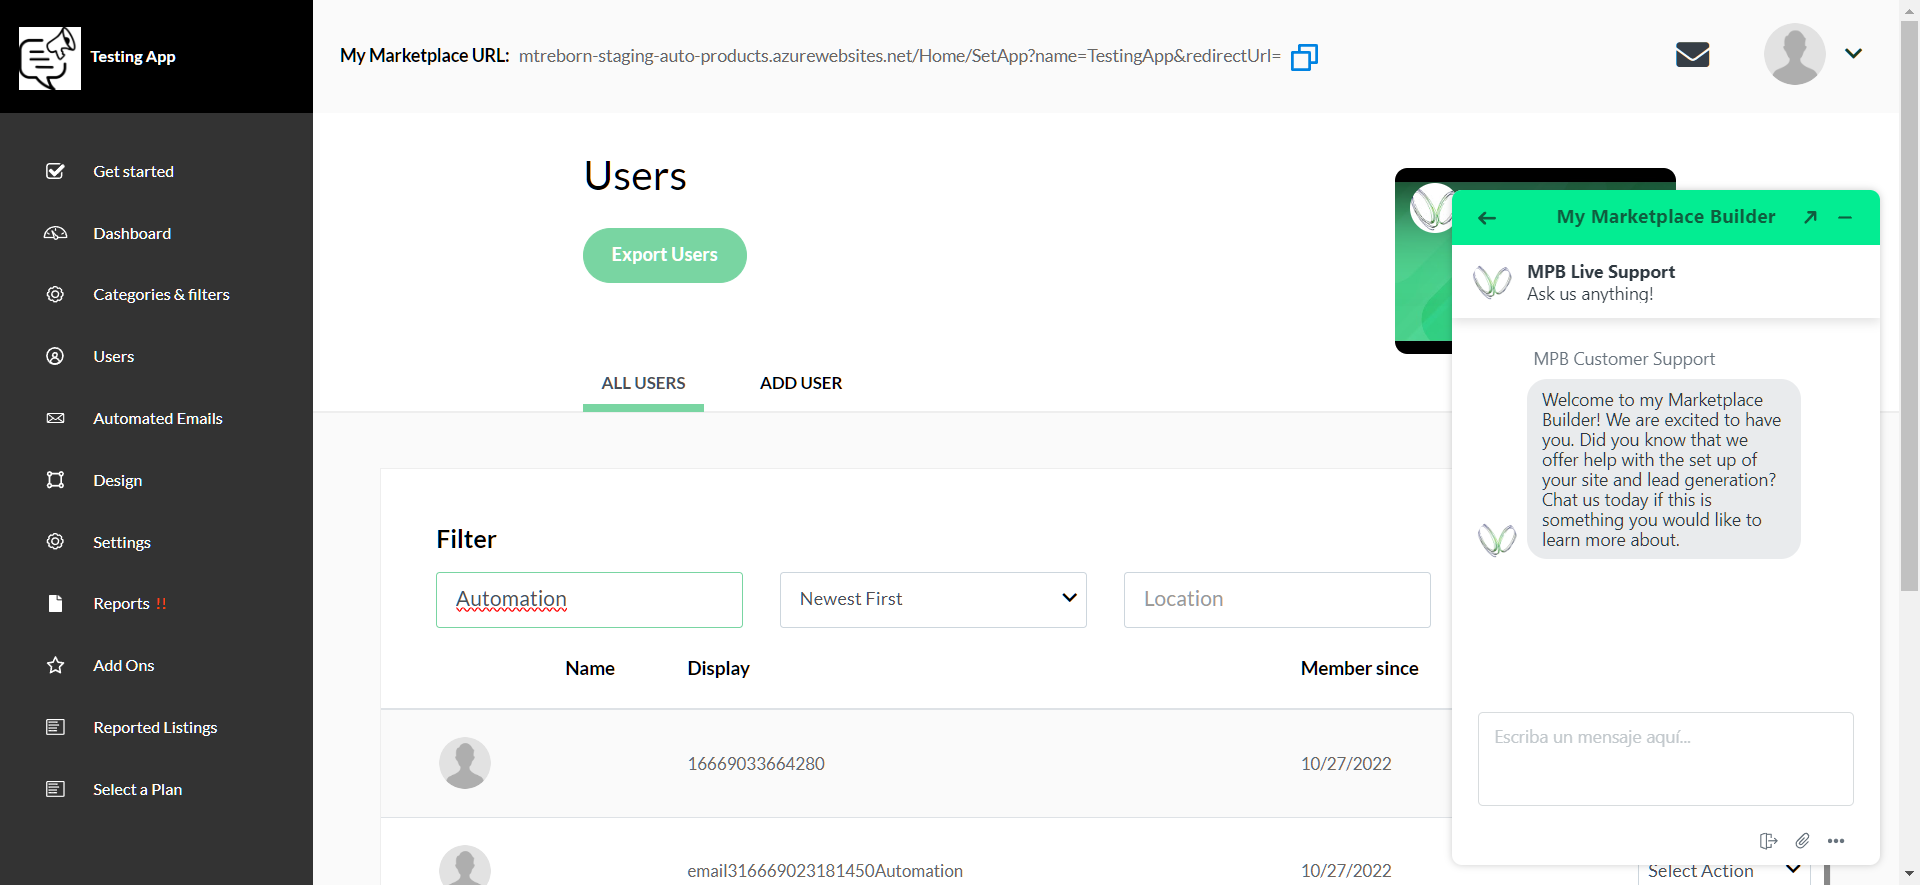 Testing App
My Marketplace URL: mtreborn-staging-auto-products.azurewebsites.net/Home/SetApp?name=TestingApp&redirectUrl=
Get started
Dashboard
Categories & filters
Users
Automated Emails
Design
Settings
Reports !!
Add Ons
Reported Listings
Select a Plan
Users
Export Users
ALL USERS
ADD USER
Filter
Automation
Newest First
Location
Name
Display
Member since
16669033664280
10/27/2022
email316669023181450Automation
10/27/2022
Select Action
My Marketplace Builder
MPB Live Support
Ask us anything!
MPB Customer Support
Welcome to my Marketplace
Builder! We are excited to have
you. Did you know that we
offer help with the set up of
your site and lead generation?
Chat us today if this is
something you would like to
learn more about.
Escriba un mensaje aquí...